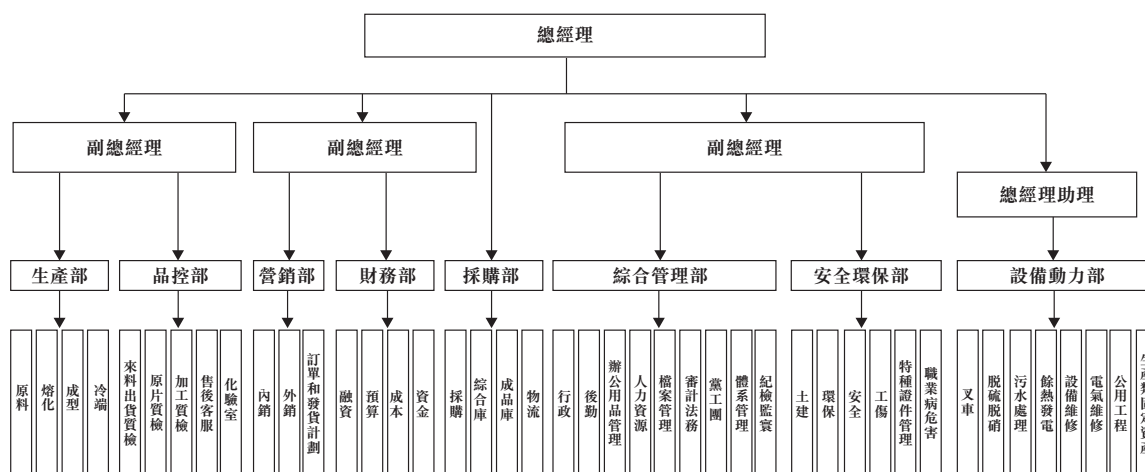 總經理
副總經理
副總經理
副總經理
總經理助理
生產部
品控部
營銷部
財務部
採購部
綜合管理部
安全環保部
設備動力部
原料
熔化
成型
冷端
來料出貨質檢
原片質檢
加工質檢
售後客服
化驗室
內銷
外銷
訂單和發貨計劃
融資
預算
成本
資金
採購
綜合庫
成品庫
物流
行政
後勤
辦公用品管理
人力資源
檔案管理
審計法務
黨工團
體系管理
紀檢監寰
土建
環保
安全
工傷
特種證件管理
職業病危害
叉車
脫硫脫硝
污水處理
餘熱發電
設備維修
電氣維修
公用工程
生產類固定資產